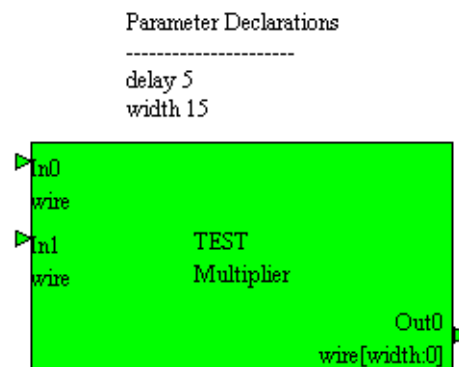 Parameter Declarations
----------------------
delay 5
width 15
In0
wire
In1
wire
TEST
Multiplier
Out0
wire[width:0]